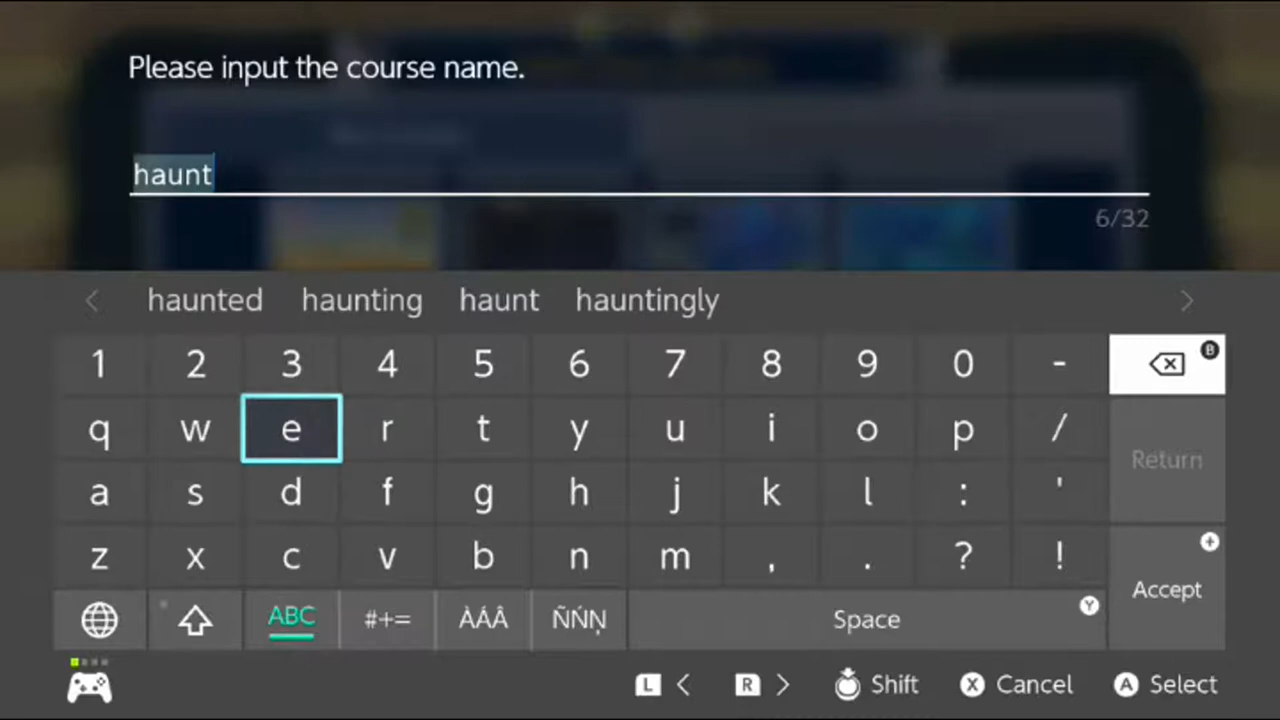 Please input the course name.
haunt
6/32
haunted haunting haunt hauntingly
1 2 3 4 5 6 7 8 9 0 - B
q w e r t y u i o p / Return
a s d f g h j k l : '
z x c v b n m , . ? ! + Accept
ABC #+= ÀÁÂ ÑŃŅ Space Y
L < R > Shift X Cancel A Select